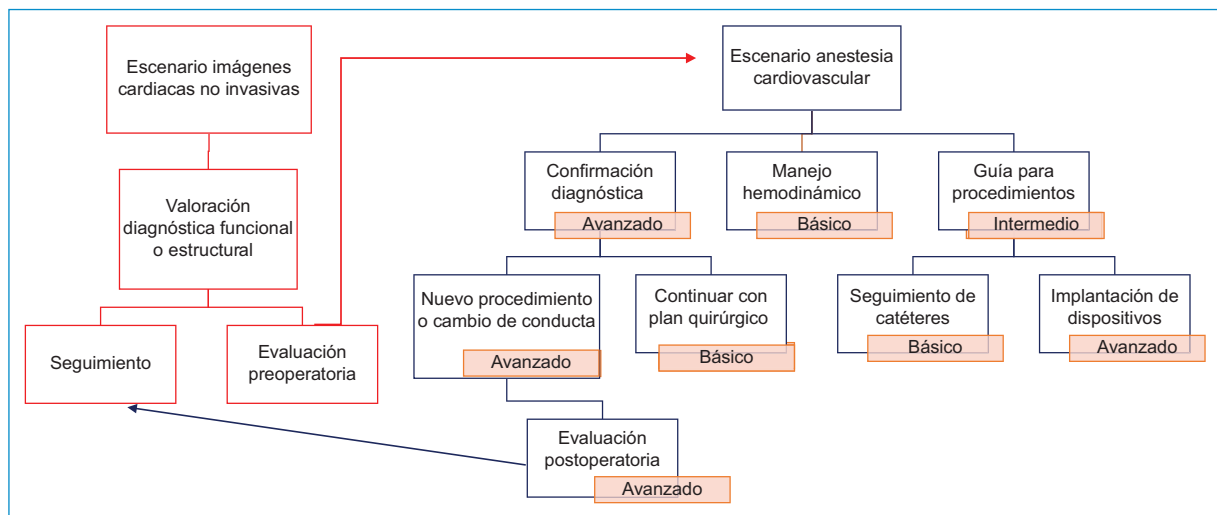 Escenario imágenes
cardiacas no invasivas
Valoración
diagnóstica funcional
o estructural
Seguimiento
Evaluación
preoperatoria
Escenario anestesia
cardiovascular
Confirmación
diagnóstica
Avanzado
Manejo
hemodinámico
Básico
Guía para
procedimientos
Intermedio
Nuevo procedimiento
o cambio de conducta
Avanzado
Continuar con
plan quirúrgico
Básico
Seguimiento de
catéteres
Básico
Implantación de
dispositivos
Avanzado
Evaluación
postoperatoria
Avanzado